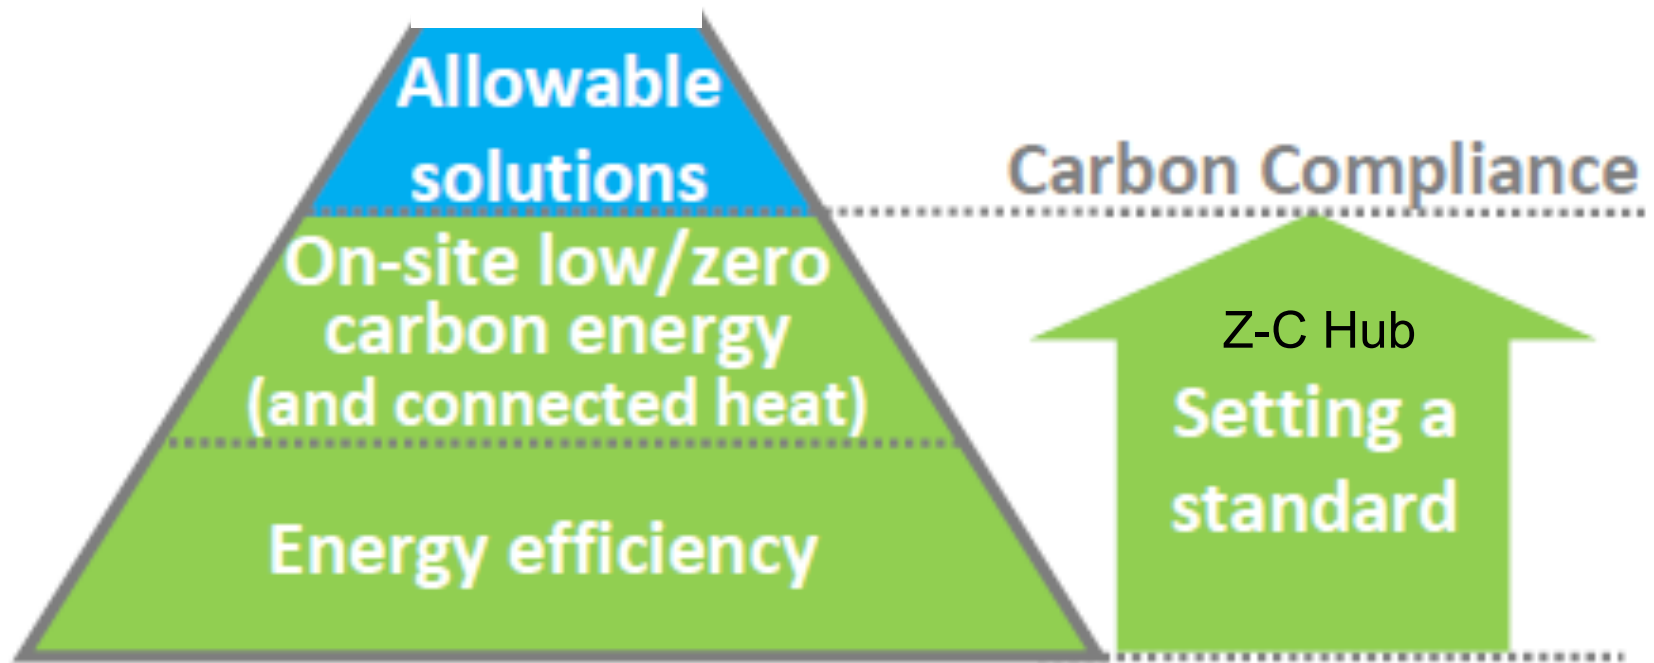 Allowable
solutions
On-site low/zero
carbon energy
(and connected heat)
Energy efficiency
Carbon Compliance
Z-C Hub
Setting a
standard